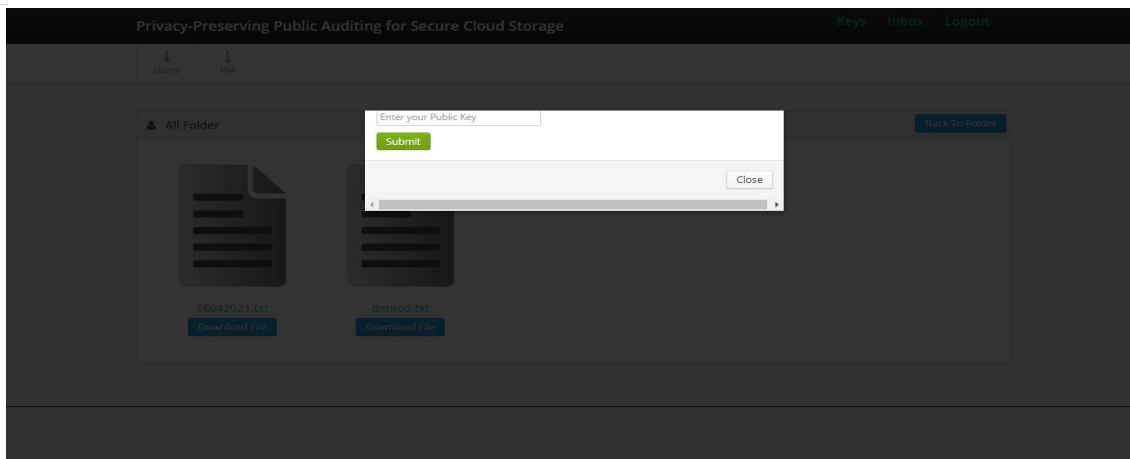 Privacy-Preserving Public Auditing for Secure Cloud Storage
Keys Inbox Logout
Home TPA
All Folder
Back To Folder
Enter your Public Key
Submit
Close
16042021.txt demoo.txt
Download File Download File